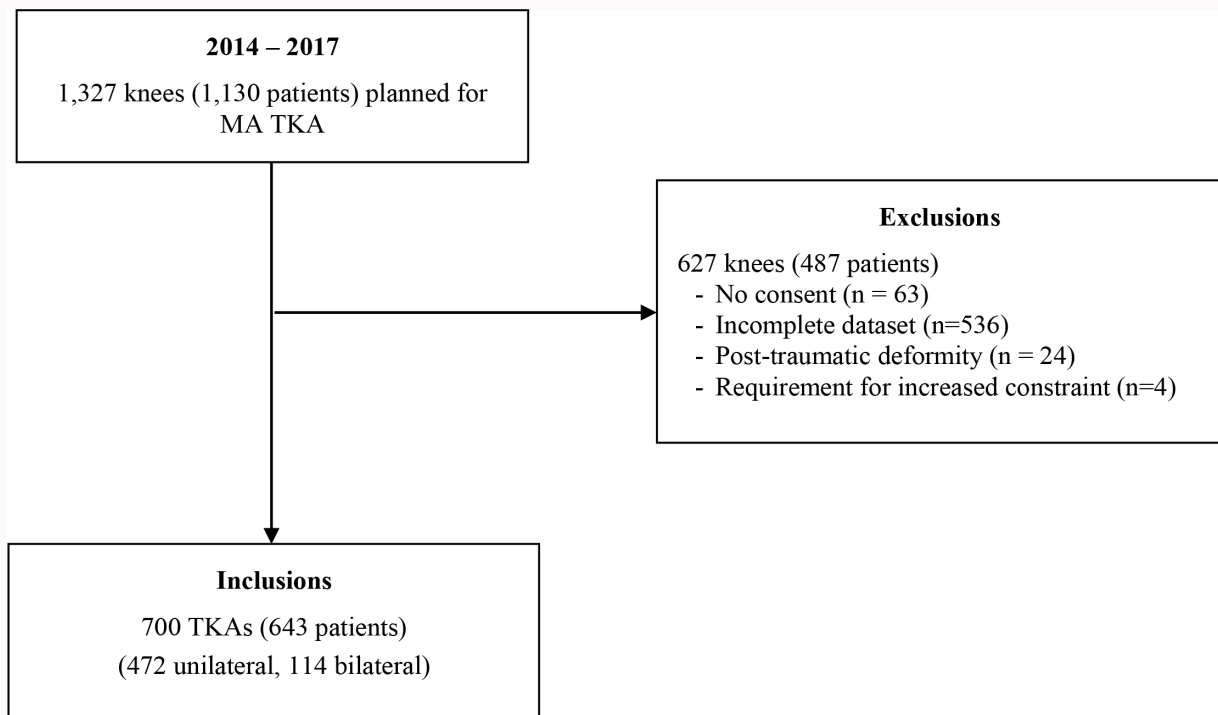 2014 – 2017
1,327 knees (1,130 patients) planned for
MA TKA
Exclusions
627 knees (487 patients)
- No consent (n = 63)
- Incomplete dataset (n=536)
- Post-traumatic deformity (n = 24)
- Requirement for increased constraint (n=4)
Inclusions
700 TKAs (643 patients)
(472 unilateral, 114 bilateral)